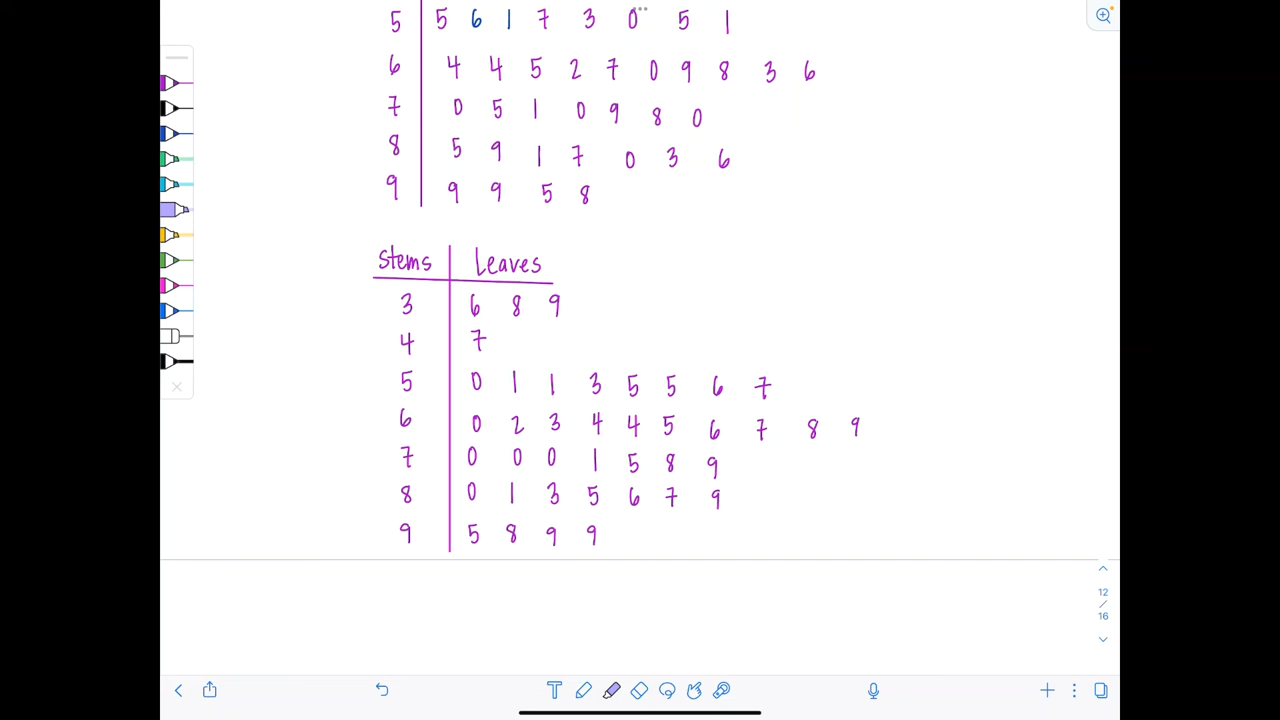 5 5 6 1 7 3 0 5 1
6 4 4 5 2 7 0 9 8 3 6
7 0 5 1 0 9 8 0
8 5 9 1 7 0 3 6
9 9 9 5 8
Stems Leaves
3 6 8 9
4 7
5 0 1 1 3 5 5 6 7
6 0 2 3 4 4 5 6 7 8 9
7 0 0 0 1 5 8 9
8 0 1 3 5 6 7 9
9 5 8 9 9
12
/
16